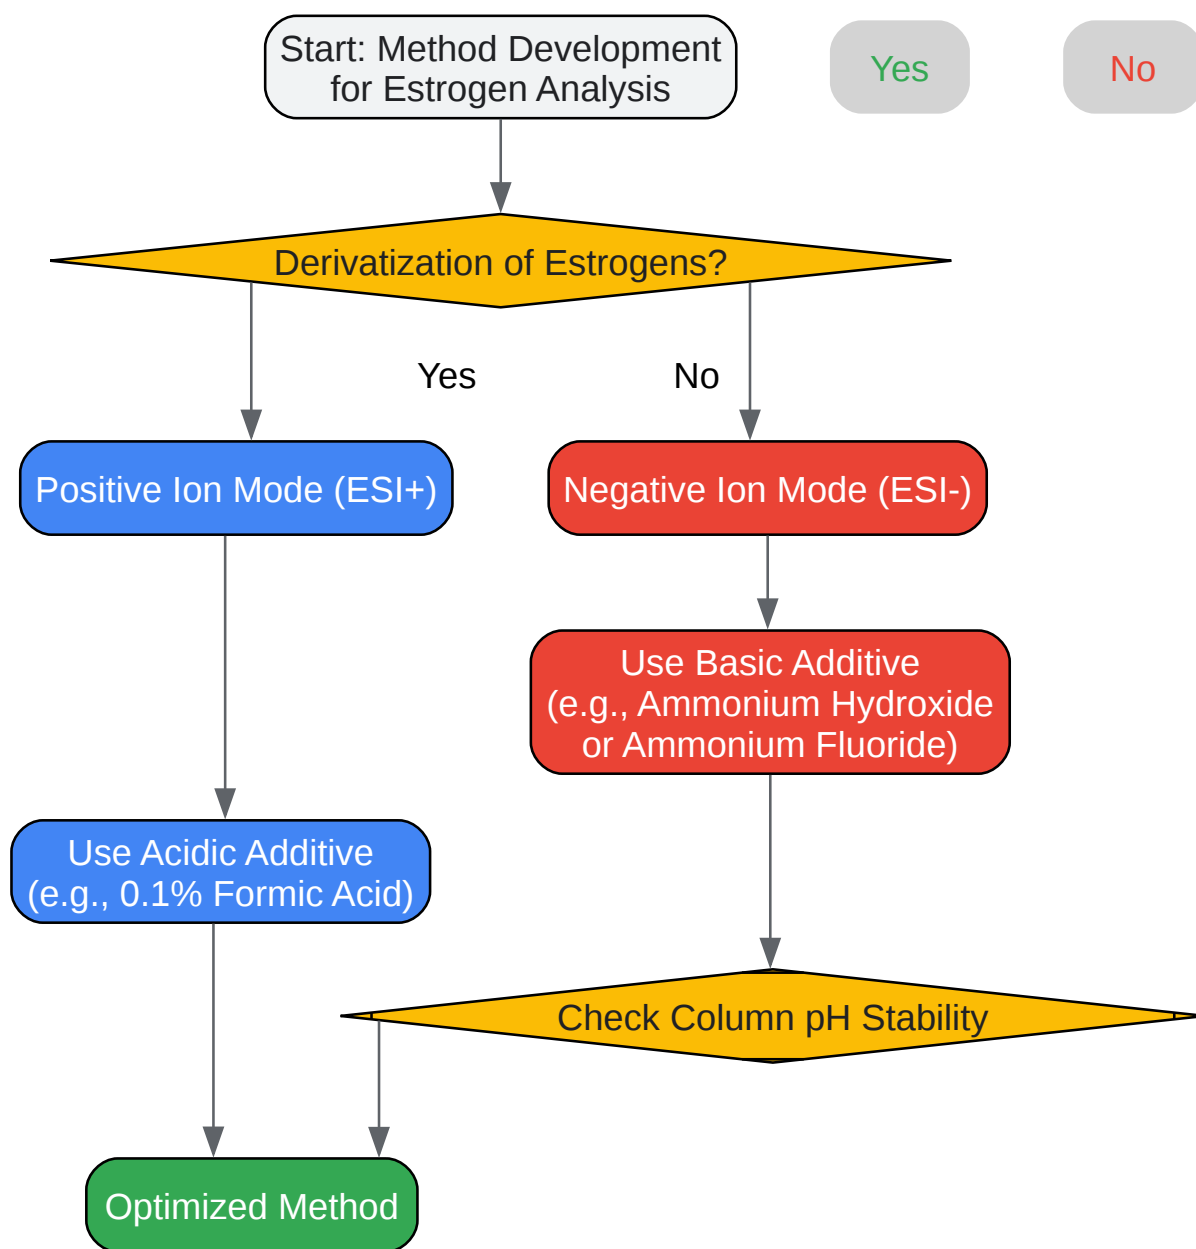 Start: Method Development
for Estrogen Analysis
Yes
No
Derivatization of Estrogens?
Yes
No
Positive Ion Mode (ESI+)
Negative Ion Mode (ESI-)
Use Basic Additive
(e.g., Ammonium Hydroxide
or Ammonium Fluoride)
Use Acidic Additive
(e.g., 0.1% Formic Acid)
Check Column pH Stability
Optimized Method